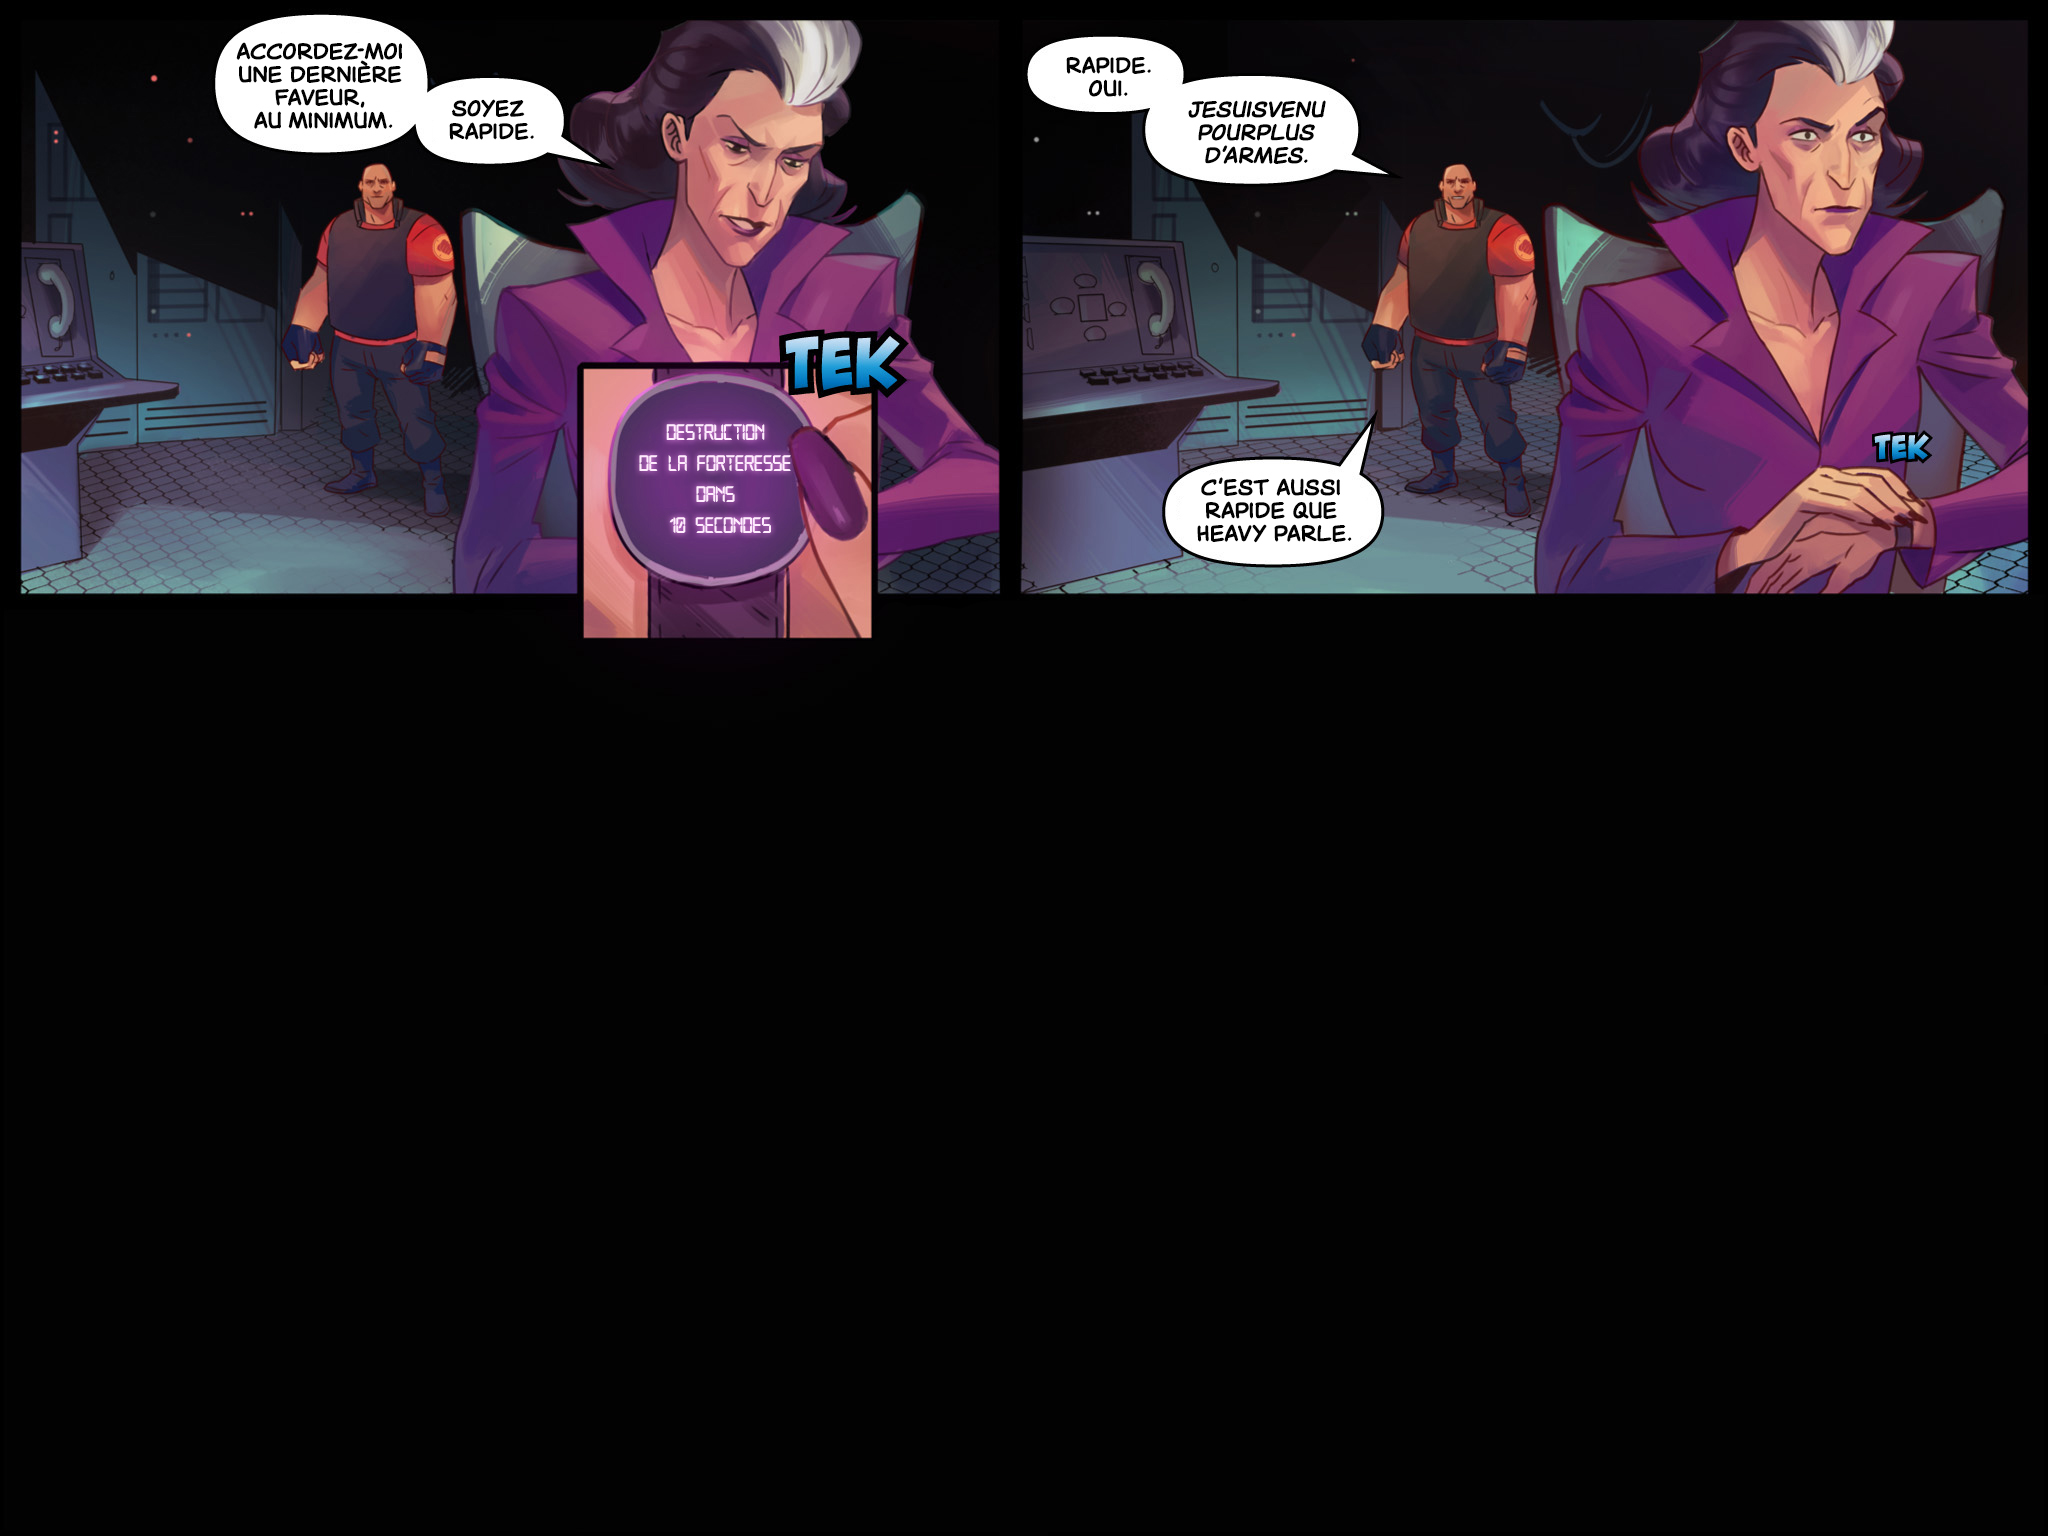 ACCORDEZ-MOI
UNE DERNIÈRE
FAVEUR,
AU MINIMUM.
SOYEZ
RAPIDE.
TEK
DESTRUCTION
DE LA FORTERESSE
DANS
10 SECONDES
RAPIDE.
OUI.
JESUISVENU
POURPLUS
D'ARMES.
C'EST AUSSI
RAPIDE QUE
HEAVY PARLE.
TEK